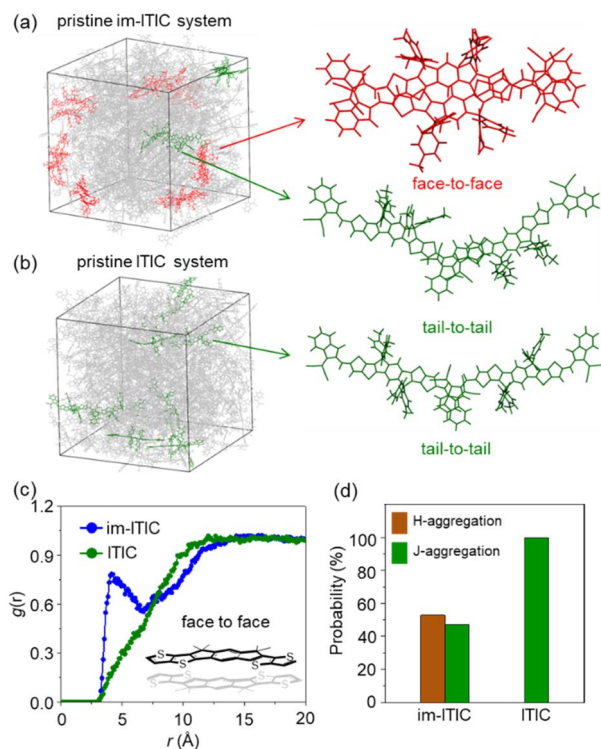 (a) pristine im-ITIC system
face-to-face
(b) pristine ITIC system
tail-to-tail
tail-to-tail
(c)
1.2
0.9
0.6
0.3
0.0
g(r)
im-ITIC
ITIC
face to face
S S S S
S S S S
0 5 10 15 20
r (Å)
(d)
H-aggregation
J-aggregation
100
80
60
40
20
0
Probability (%)
im-ITIC ITIC